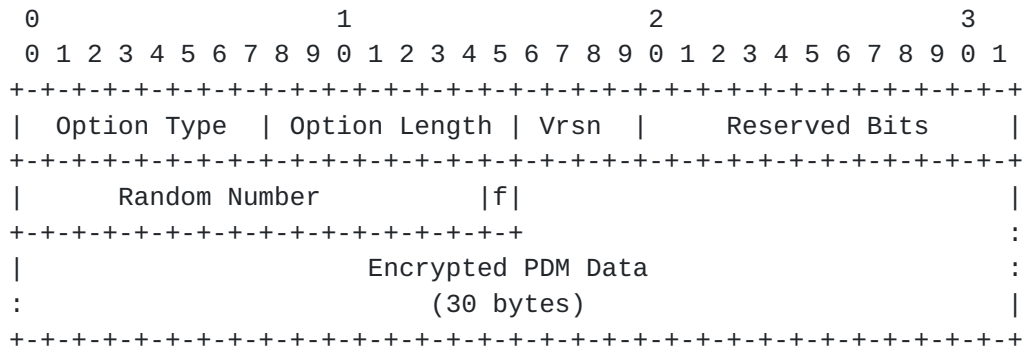 0                   1                   2                   3
 0 1 2 3 4 5 6 7 8 9 0 1 2 3 4 5 6 7 8 9 0 1 2 3 4 5 6 7 8 9 0 1
+-+-+-+-+-+-+-+-+-+-+-+-+-+-+-+-+-+-+-+-+-+-+-+-+-+-+-+-+-+-+-+-+
|  Option Type  | Option Length | Vrsn  |     Reserved Bits     |
+-+-+-+-+-+-+-+-+-+-+-+-+-+-+-+-+-+-+-+-+-+-+-+-+-+-+-+-+-+-+-+-+
|      Random Number          |f|                               |
+-+-+-+-+-+-+-+-+-+-+-+-+-+-+-+-+                               :
|                      Encrypted PDM Data                       :
:                          (30 bytes)                           |
+-+-+-+-+-+-+-+-+-+-+-+-+-+-+-+-+-+-+-+-+-+-+-+-+-+-+-+-+-+-+-+-+